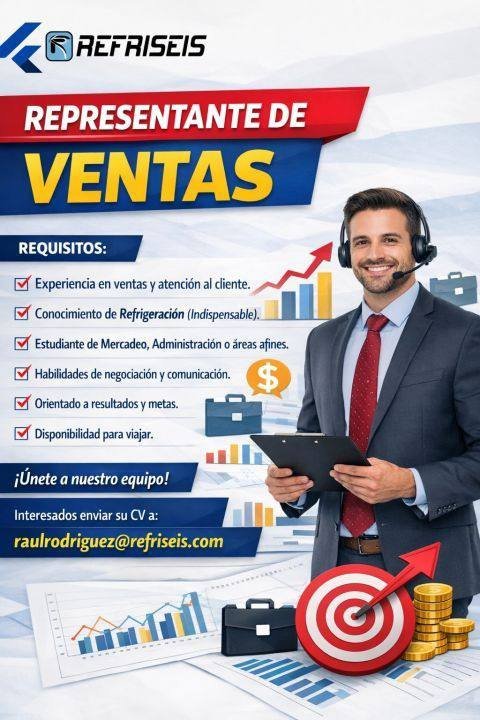 REFRISEIS
REPRESENTANTE DE
VENTAS
REQUISITOS:
Experiencia en ventas y atención al cliente.
Conocimiento de Refrigeración (Indispensable).
Estudiante de Mercadeo, Administración o áreas afines.
Habilidades de negociación y comunicación.
Orientado a resultados y metas.
Disponibilidad para viajar.
¡Únete a nuestro equipo!
Interesados enviar su CV a:
raulrodriguez@refriseis.com